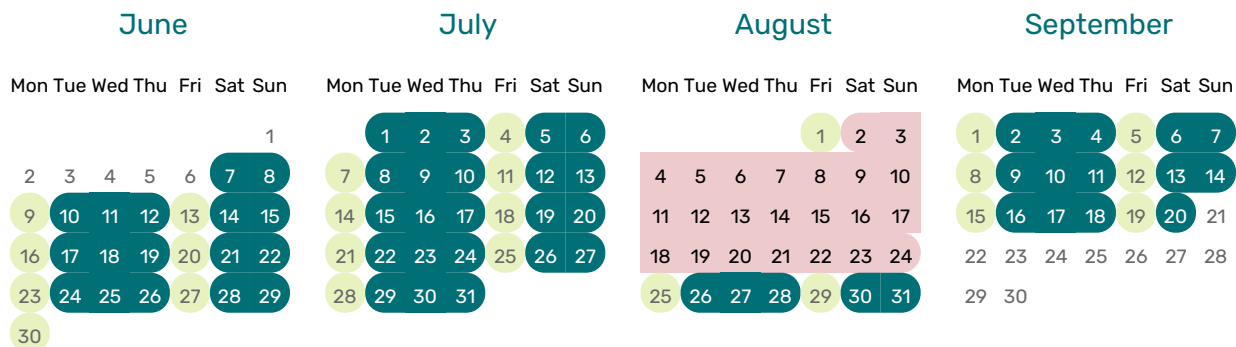 June July August September
Mon Tue Wed Thu Fri Sat Sun Mon Tue Wed Thu Fri Sat Sun Mon Tue Wed Thu Fri Sat Sun Mon Tue Wed Thu Fri Sat Sun
1 1 2 3 4 5 6 1 2 3 1 2 3 4 5 6 7
2 3 4 5 6 7 8 7 8 9 10 11 12 13 4 5 6 7 8 9 10 8 9 10 11 12 13 14
9 10 11 12 13 14 15 14 15 16 17 18 19 20 11 12 13 14 15 16 17 15 16 17 18 19 20 21
16 17 18 19 20 21 22 21 22 23 24 25 26 27 18 19 20 21 22 23 24 22 23 24 25 26 27 28
23 24 25 26 27 28 29 28 29 30 31 25 26 27 28 29 30 31 29 30
30